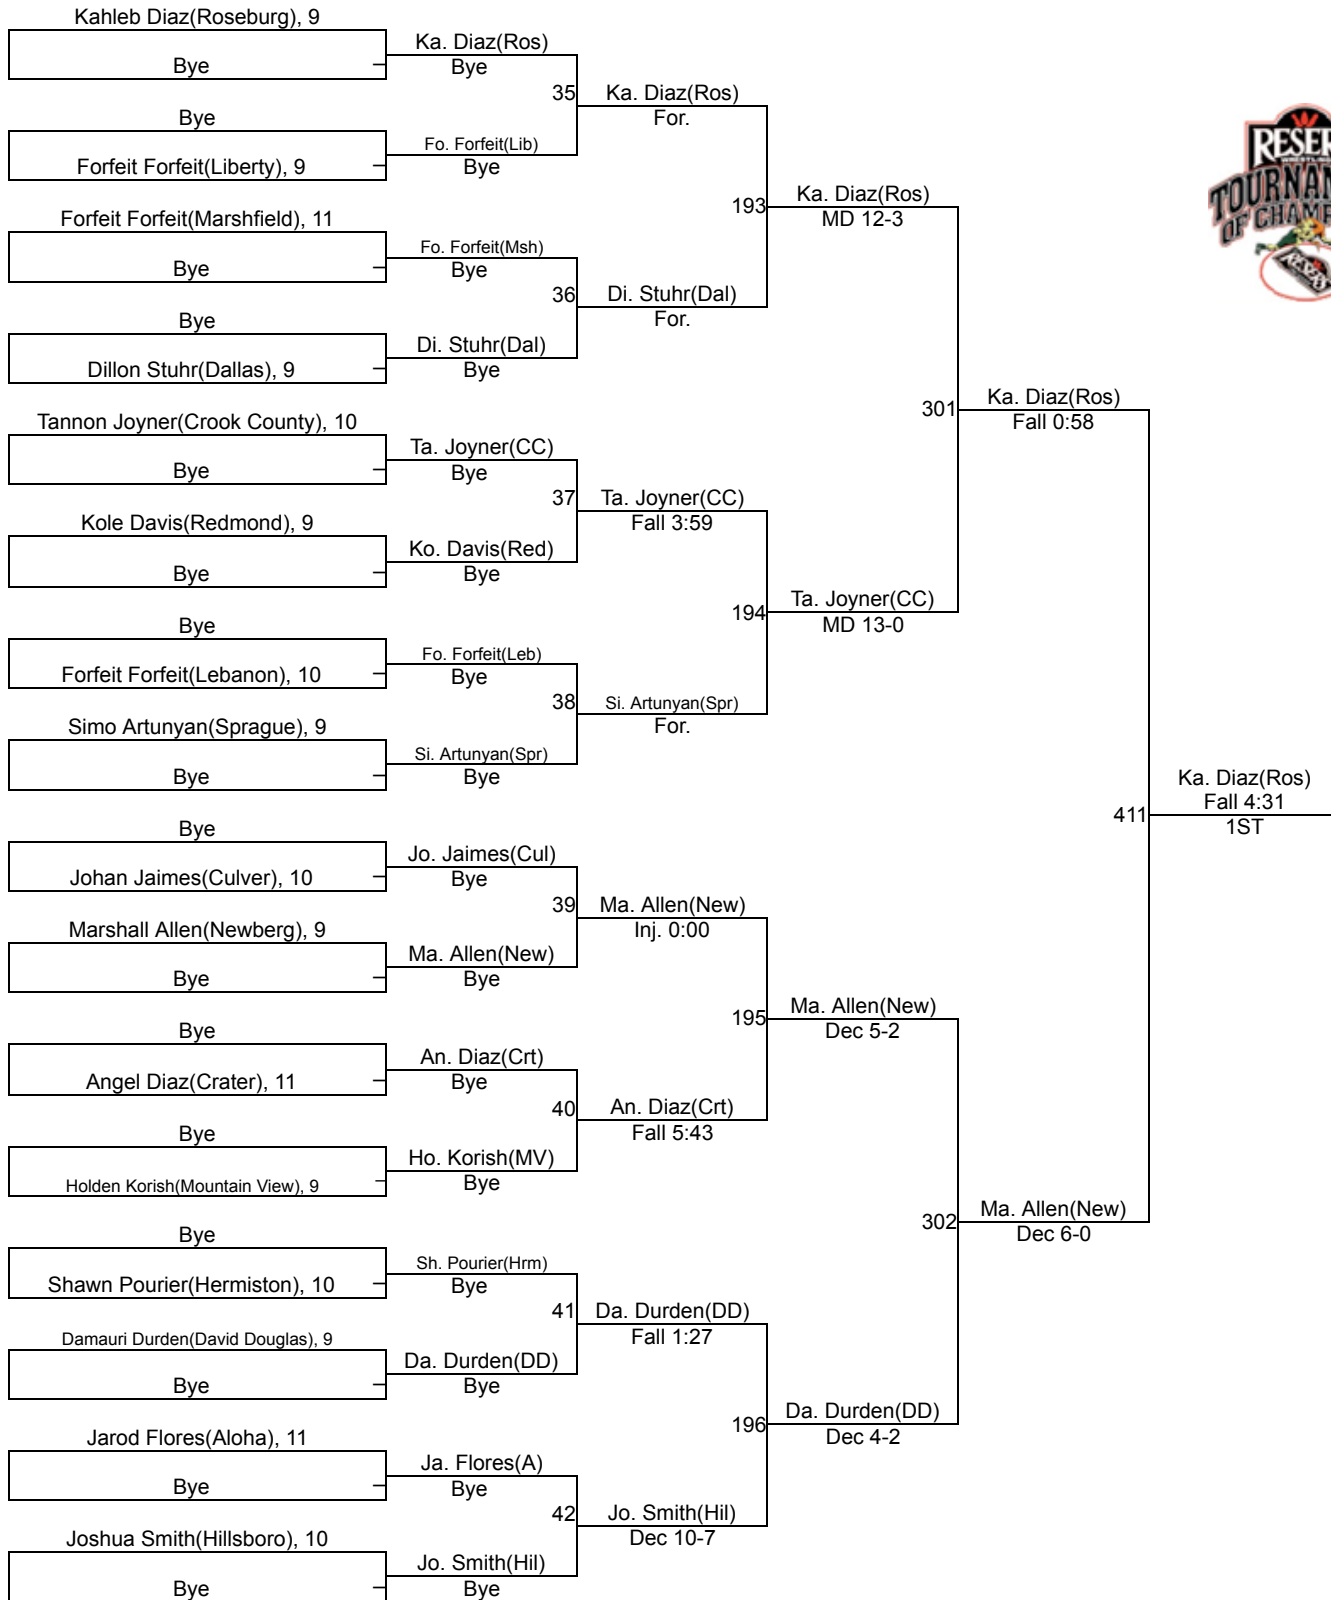 Kahleb Diaz(Roseburg), 9
Bye
Bye
Forfeit Forfeit(Liberty), 9
Forfeit Forfeit(Marshfield), 11
Bye
Bye
Dillon Stuhr(Dallas), 9
Tannon Joyner(Crook County), 10
Bye
Kole Davis(Redmond), 9
Bye
Bye
Forfeit Forfeit(Lebanon), 10
Simo Artunyan(Sprague), 9
Bye
Bye
Johan Jaimes(Culver), 10
Marshall Allen(Newberg), 9
Bye
Bye
Angel Diaz(Crater), 11
Bye
Holden Korish(Mountain View), 9
Bye
Shawn Pourier(Hermiston), 10
Damauri Durden(David Douglas), 9
Bye
Jarod Flores(Aloha), 11
Bye
Joshua Smith(Hillsboro), 10
Bye
Ka. Diaz(Ros)
Bye
35
Fo. Forfeit(Lib)
Bye
Fo. Forfeit(Msh)
Bye
36
Di. Stuhr(Dal)
Bye
Ta. Joyner(CC)
Bye
37
Ko. Davis(Red)
Bye
Fo. Forfeit(Leb)
Bye
38
Si. Artunyan(Spr)
Bye
Jo. Jaimes(Cul)
Bye
39
Ma. Allen(New)
Bye
An. Diaz(Crt)
Bye
40
Ho. Korish(MV)
Bye
Sh. Pourier(Hrm)
Bye
41
Da. Durden(DD)
Bye
Ja. Flores(A)
Bye
42
Jo. Smith(Hil)
Bye
Ka. Diaz(Ros)
For.
193
Di. Stuhr(Dal)
For.
Ta. Joyner(CC)
Fall 3:59
194
Si. Artunyan(Spr)
For.
Ma. Allen(New)
Inj. 0:00
195
An. Diaz(Crt)
Fall 5:43
Da. Durden(DD)
Fall 1:27
196
Jo. Smith(Hil)
Dec 10-7
Ka. Diaz(Ros)
MD 12-3
301
Ta. Joyner(CC)
MD 13-0
Ma. Allen(New)
Dec 5-2
302
Da. Durden(DD)
Dec 4-2
Ka. Diaz(Ros)
Fall 0:58
411
Ma. Allen(New)
Dec 6-0
Ka. Diaz(Ros)
Fall 4:31
1ST
RESER
TOURNAM
OF CHAMP